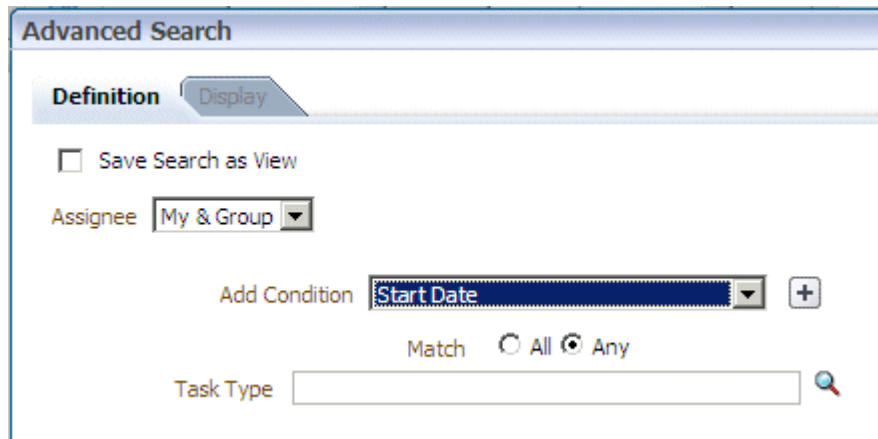 Advanced Search
Definition Display
Save Search as View
Assignee My & Group
Add Condition Start Date
Match All Any
Task Type